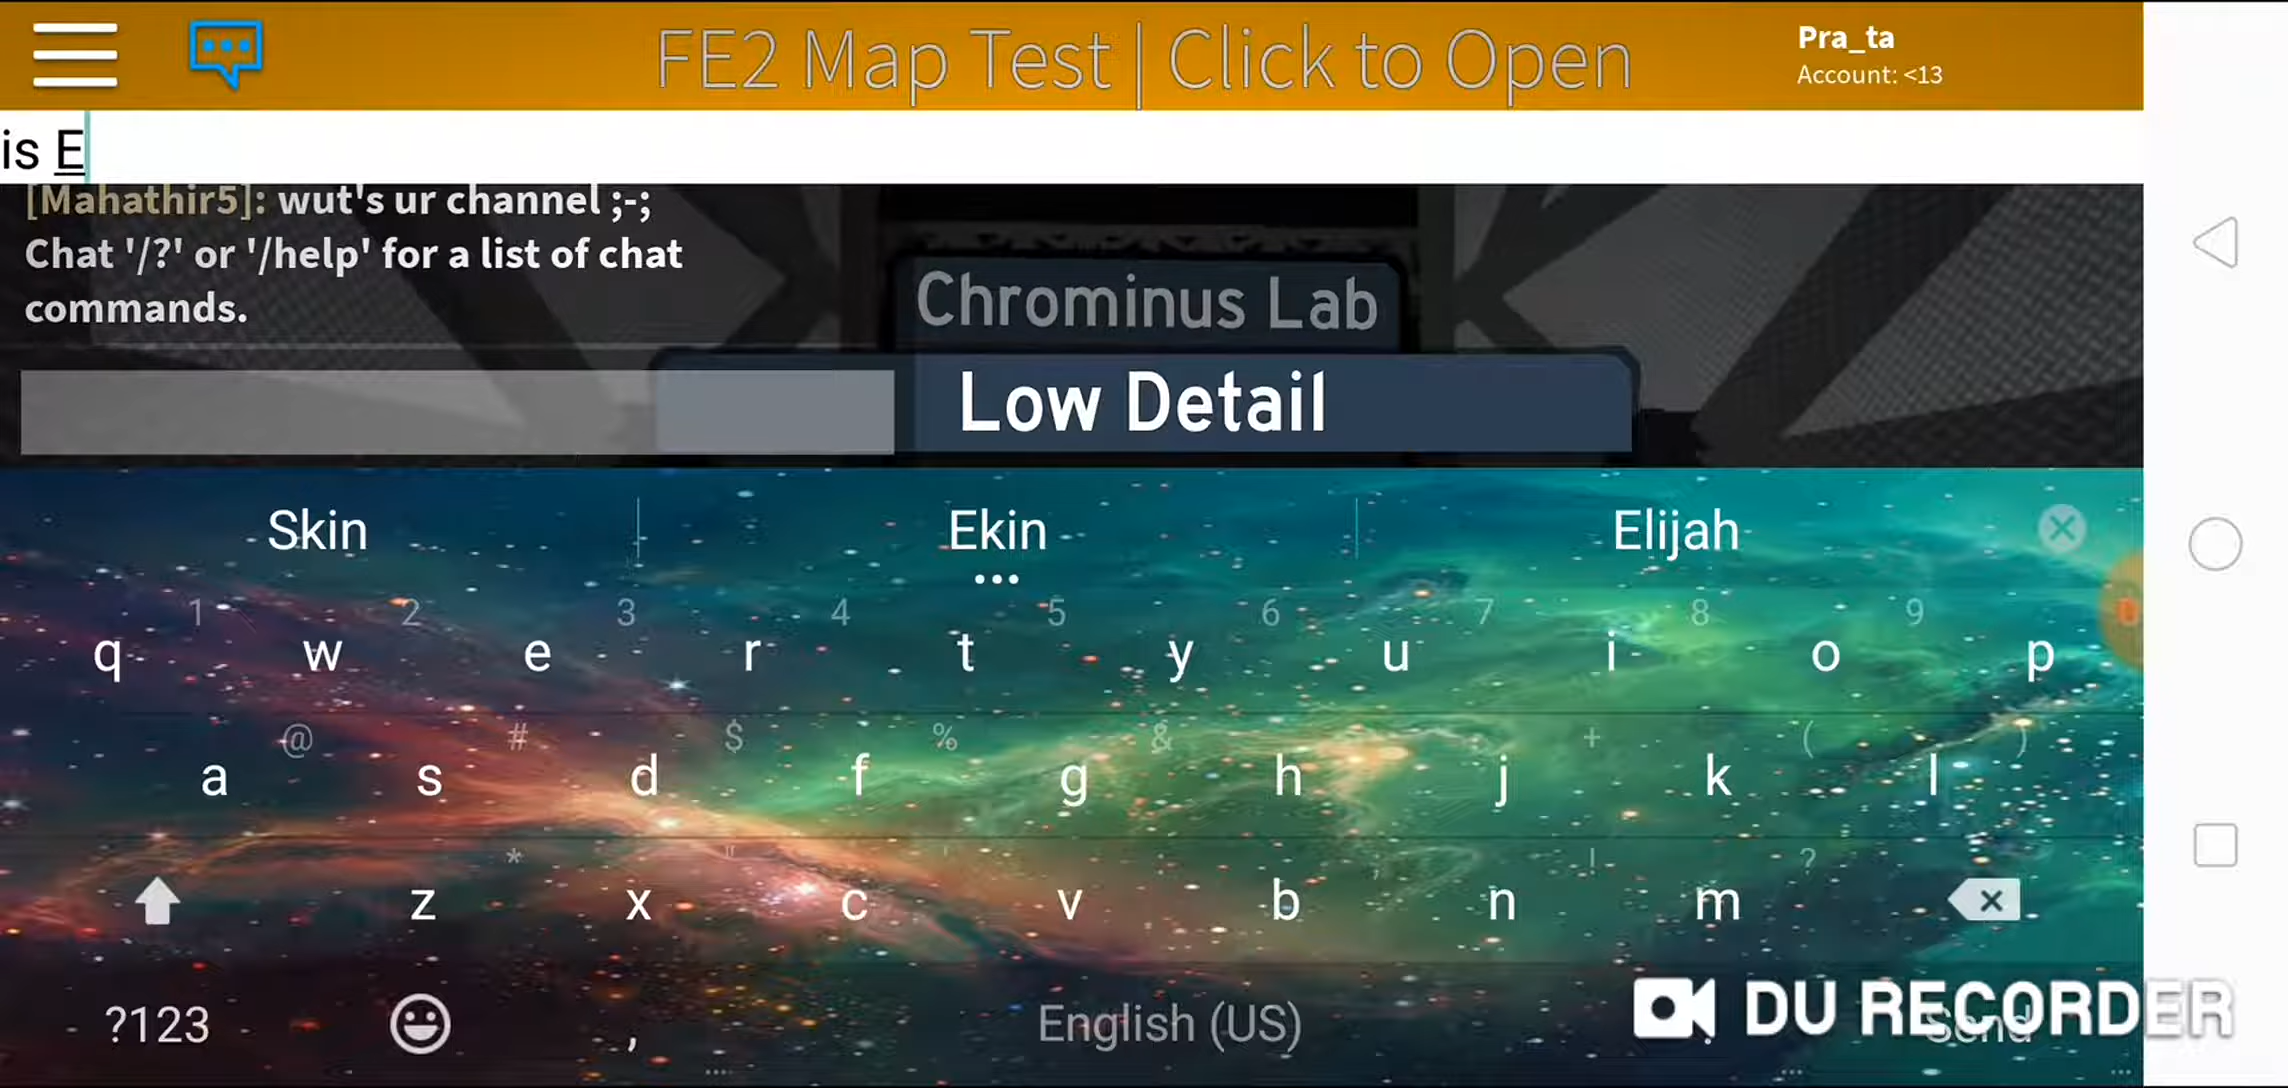 FE2 Map Test | Click to Open
Pra_ta
Account: <13
is E
[Mahathir5]: wut's ur channel ;-;
Chat '/?' or '/help' for a list of chat
commands.
Chrominus Lab
Low Detail
Skin Ekin Elijah
1 2 3 4 5 6 7 8 9 0
q w e r t y u i o p
@ # $ % & - + ( )
a s d f g h j k l
* " ' : ; ! ?
z x c v b n m
?123 , English (US) . Send
DU RECORDER